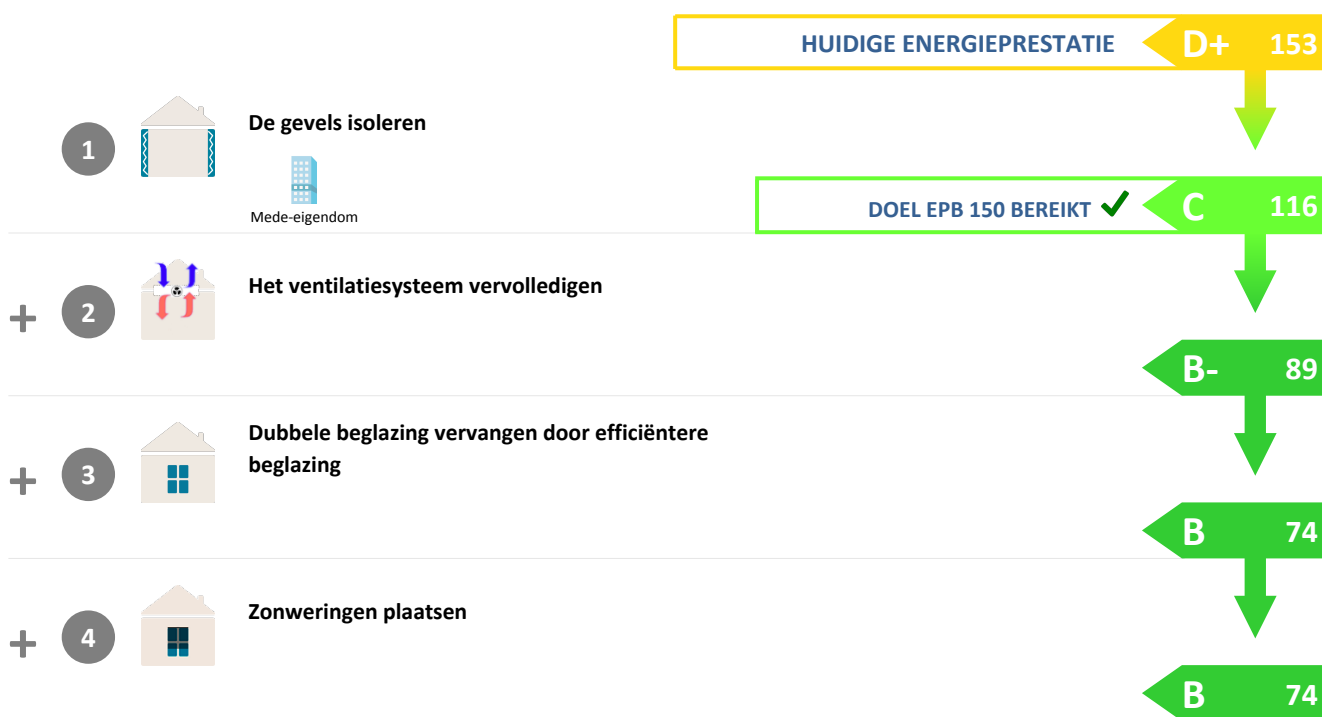 HUIDIGE ENERGIEPRESTATIE D+ 153
1 De gevels isoleren
Mede-eigendom
DOEL EPB 150 BEREIKT ✔ C 116
+ 2 Het ventilatiesysteem vervolledigen
B- 89
+ 3 Dubbele beglazing vervangen door efficiëntere
beglazing
B 74
+ 4 Zonweringen plaatsen
B 74